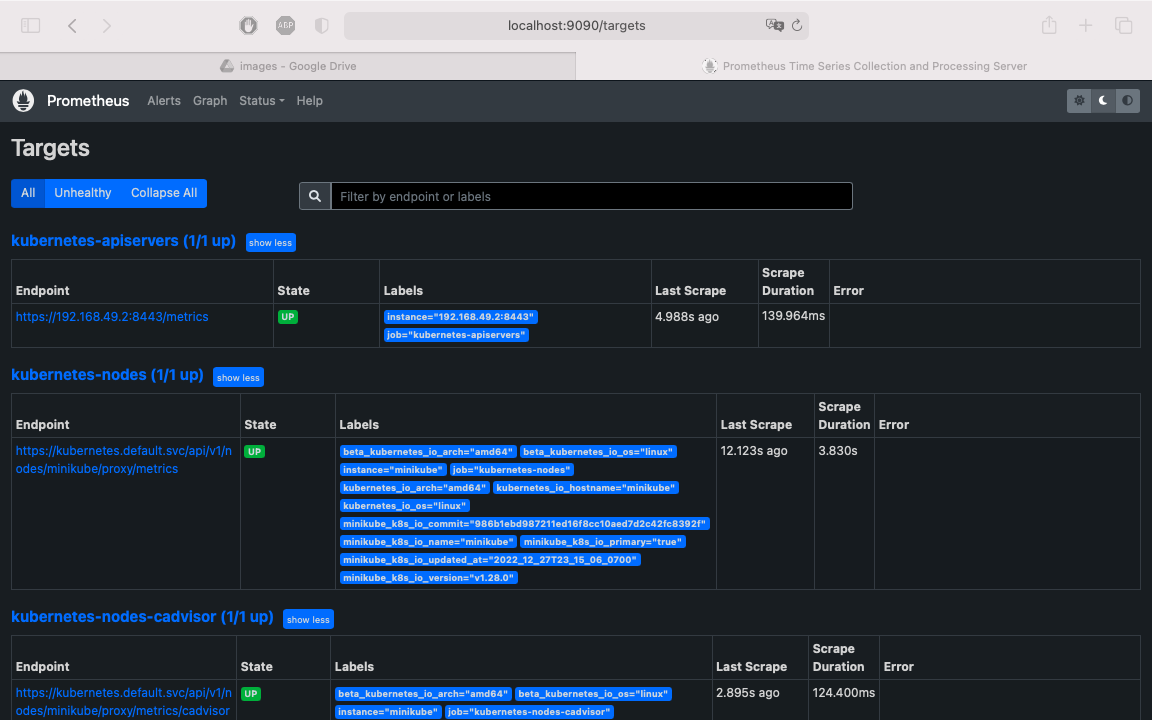 ABP
localhost:9090/targets
images – Google Drive
Prometheus Time Series Collection and Processing Server
Prometheus Alerts Graph Status Help
Targets
All Unhealthy Collapse All
Filter by endpoint or labels
kubernetes-apiservers (1/1 up) show less
Endpoint State Labels Last Scrape Scrape Duration Error
https://192.168.49.2:8443/metrics UP instance="192.168.49.2:8443" 4.988s ago 139.964ms
job="kubernetes-apiservers"
kubernetes-nodes (1/1 up) show less
Endpoint State Labels Last Scrape Scrape Duration Error
https://kubernetes.default.svc/api/v1/n UP beta_kubernetes_io_arch="amd64" beta_kubernetes_io_os="linux" 12.123s ago 3.830s
odes/minikube/proxy/metrics instance="minikube" job="kubernetes-nodes"
kubernetes_io_arch="amd64" kubernetes_io_hostname="minikube"
kubernetes_io_os="linux"
minikube_k8s_io_commit="986b1ebd987211ed16f8cc10aed7d2c42fc8392f"
minikube_k8s_io_name="minikube" minikube_k8s_io_primary="true"
minikube_k8s_io_updated_at="2022_12_27T23_15_06_0700"
minikube_k8s_io_version="v1.28.0"
kubernetes-nodes-cadvisor (1/1 up) show less
Endpoint State Labels Last Scrape Scrape Duration Error
https://kubernetes.default.svc/api/v1/n UP beta_kubernetes_io_arch="amd64" beta_kubernetes_io_os="linux" 2.895s ago 124.400ms
odes/minikube/proxy/metrics/cadvisor instance="minikube" job="kubernetes-nodes-cadvisor"